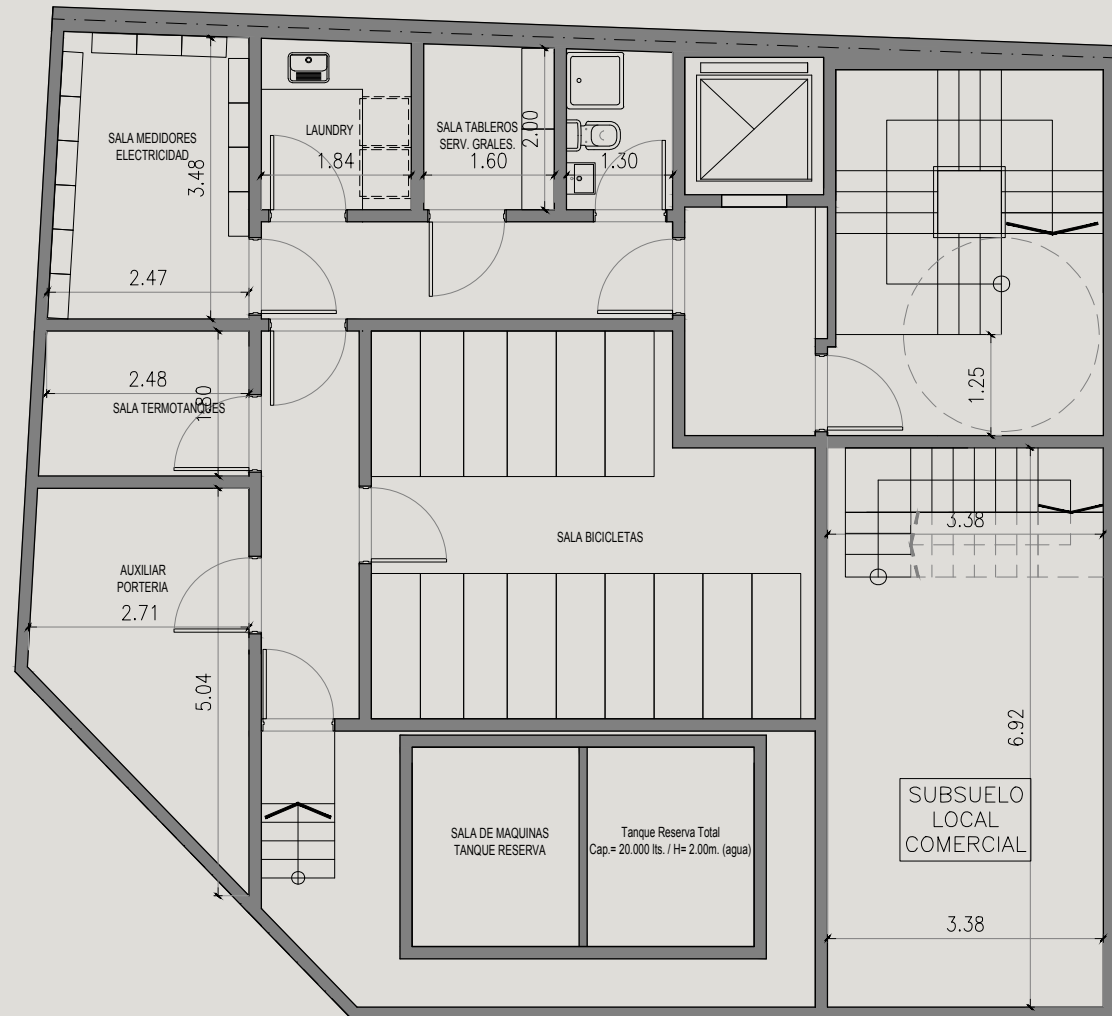 SALA MEDIDORES
ELECTRICIDAD
3.48
2.47
LAUNDRY
1.84
SALA TABLEROS
SERV. GRALES.
2.00
1.60
1.30
2.48
1.80
SALA TERMOTANQUES
1.25
SALA BICICLETAS
3.38
AUXILIAR
PORTERIA
2.71
5.04
6.92
SALA DE MAQUINAS
TANQUE RESERVA
Tanque Reserva Total
Cap.= 20.000 lts. / H= 2.00m. (agua)
SUBSUELO
LOCAL
COMERCIAL
3.38